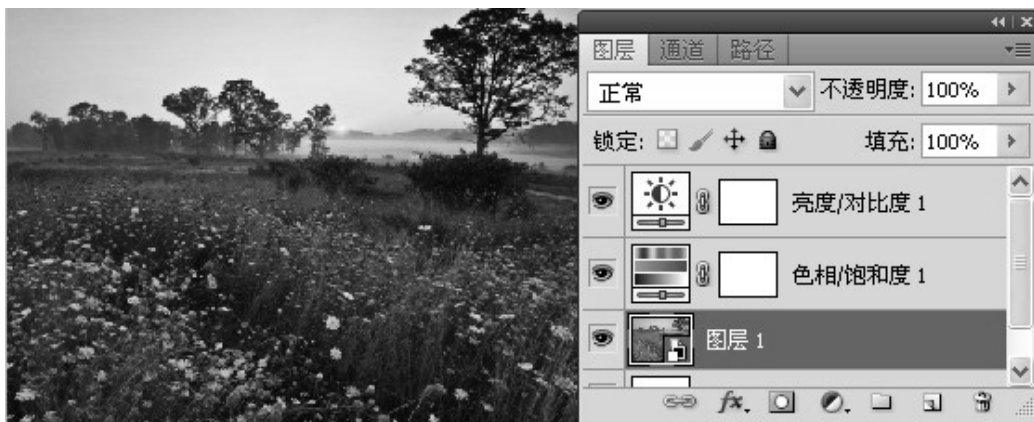 图层 通道 路径
正常 不透明度: 100%
锁定: 填充: 100%
亮度/对比度 1
色相/饱和度 1
图层 1
fx.